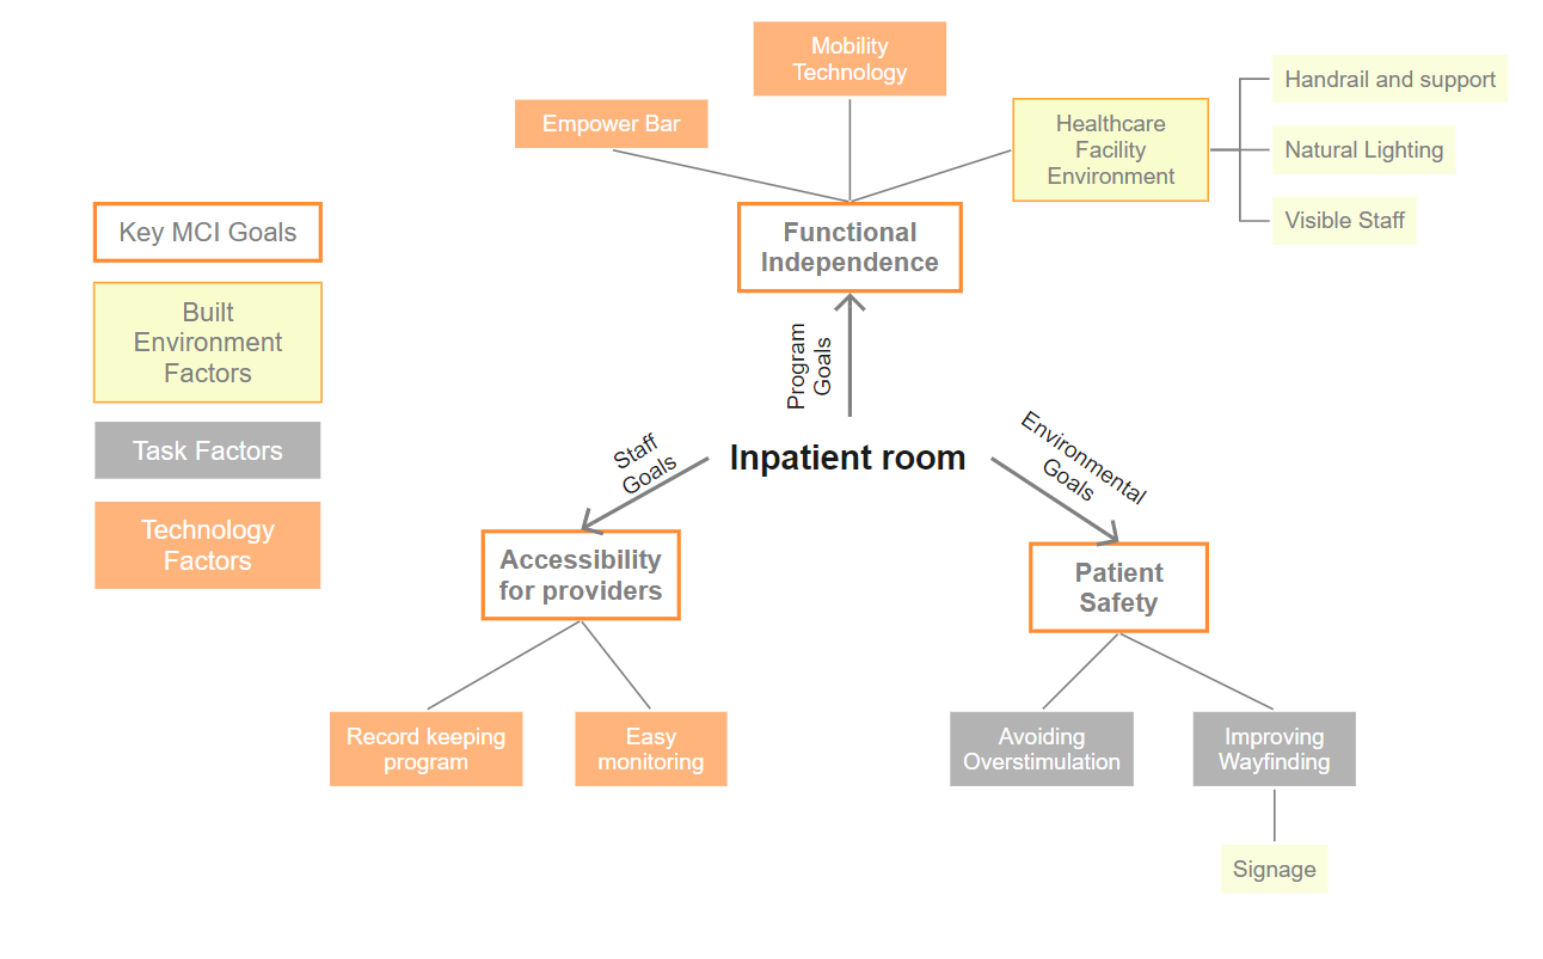 Mobility
Technology
Empower Bar
Healthcare
Facility
Environment
Handrail and support
Natural Lighting
Visible Staff
Key MCI Goals
Built
Environment
Factors
Task Factors
Technology
Factors
Functional
Independence
Program
Goals
Staff
Goals
Inpatient room
Environmental
Goals
Accessibility
for providers
Patient
Safety
Record keeping
program
Easy
monitoring
Avoiding
Overstimulation
Improving
Wayfinding
Signage